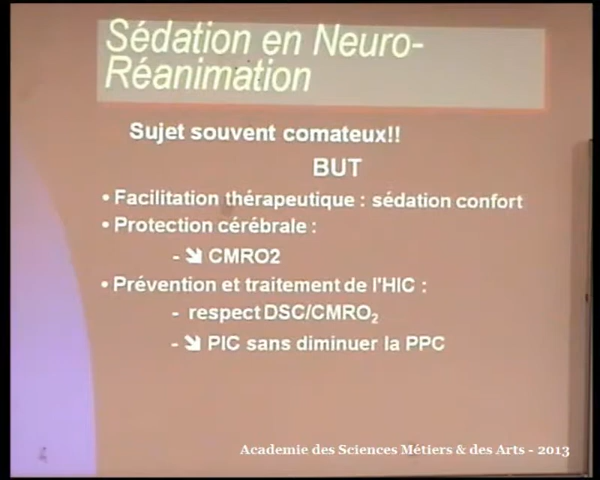 Sédation en Neuro-
Réanimation
Sujet souvent comateux!!
BUT
• Facilitation thérapeutique : sédation confort
• Protection cérébrale :
- ➘ CMRO2
• Prévention et traitement de l'HIC :
- respect DSC/CMRO₂
- ➘ PIC sans diminuer la PPC
Academie des Sciences Métiers & des Arts - 2013